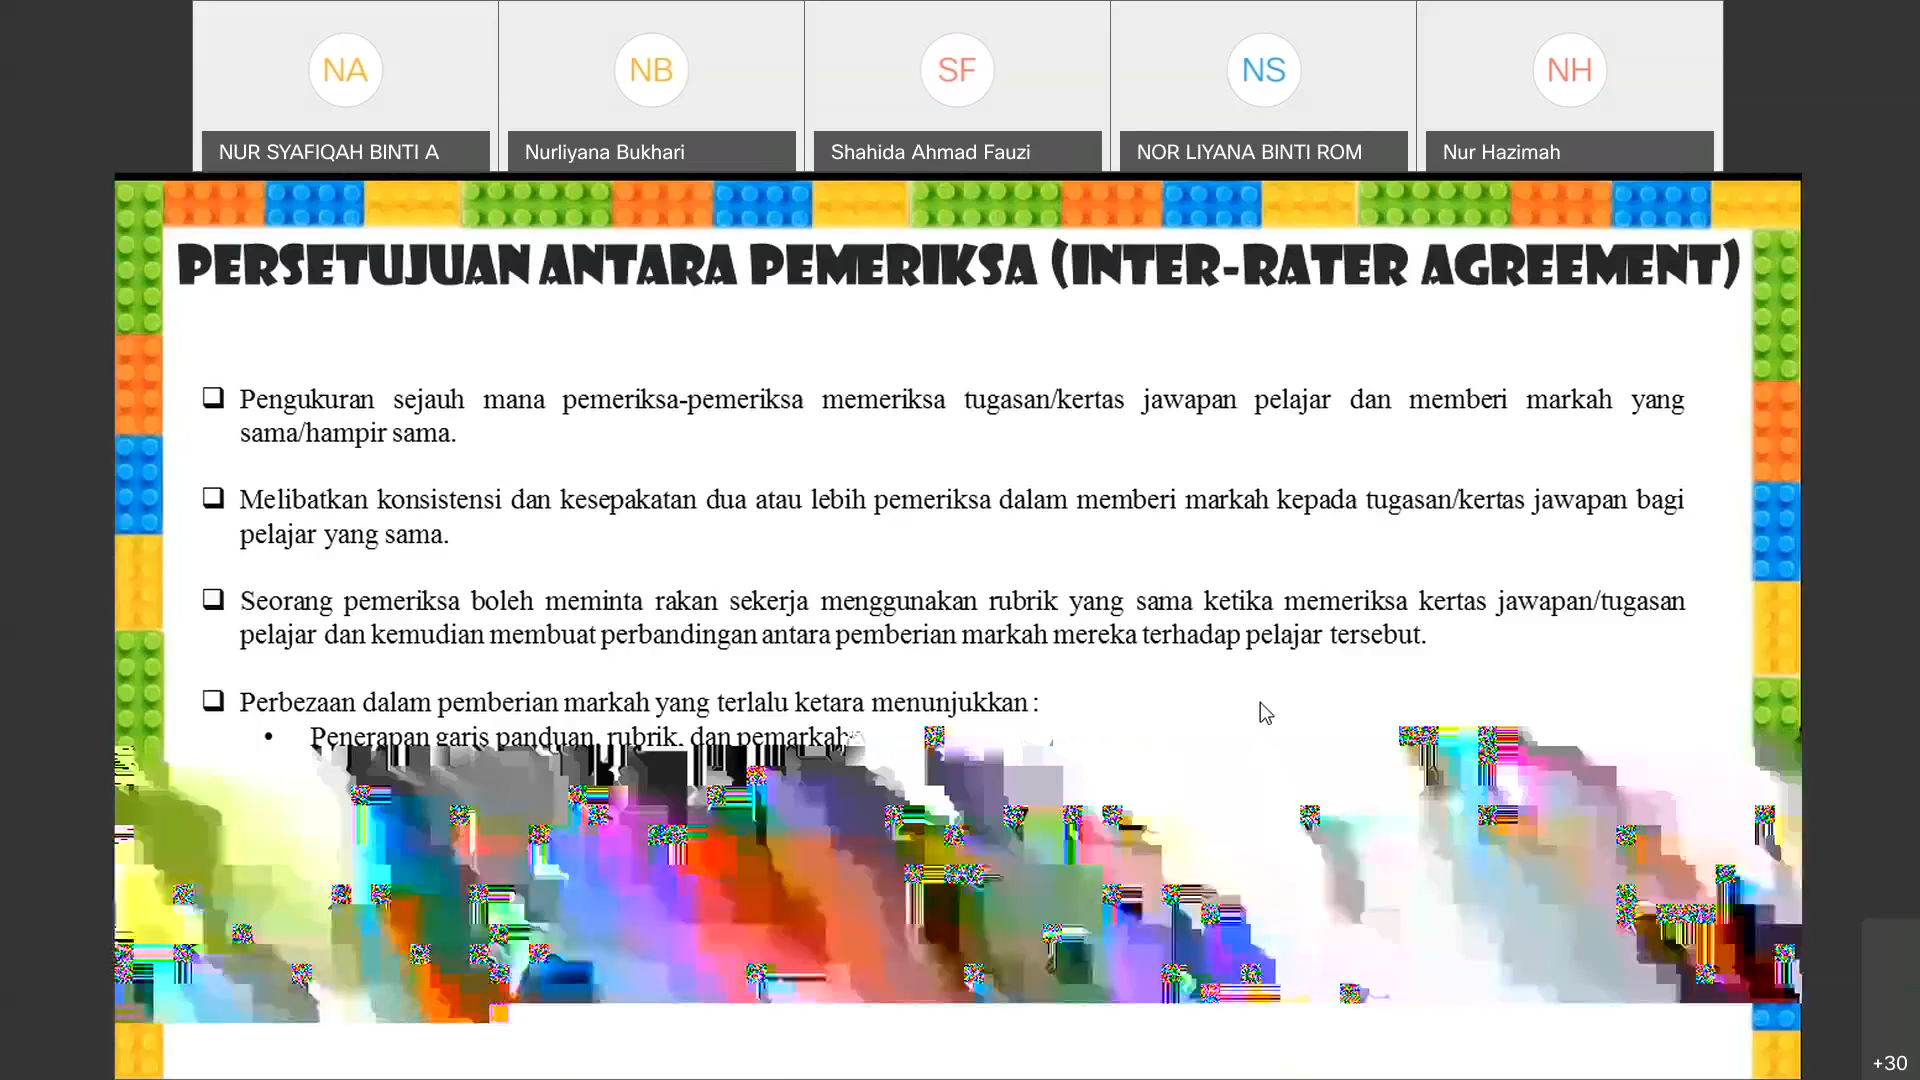 NA
NB
SF
NS
NH
NUR SYAFIQAH BINTI A
Nurliyana Bukhari
Shahida Ahmad Fauzi
NOR LIYANA BINTI ROM
Nur Hazimah
PERSETUJUAN ANTARA PEMERIKSA (INTER-RATER AGREEMENT)
❑ Pengukuran sejauh mana pemeriksa-pemeriksa memeriksa tugasan/kertas jawapan pelajar dan memberi markah yang
sama/hampir sama.
❑ Melibatkan konsistensi dan kesepakatan dua atau lebih pemeriksa dalam memberi markah kepada tugasan/kertas jawapan bagi
pelajar yang sama.
❑ Seorang pemeriksa boleh meminta rakan sekerja menggunakan rubrik yang sama ketika memeriksa kertas jawapan/tugasan
pelajar dan kemudian membuat perbandingan antara pemberian markah mereka terhadap pelajar tersebut.
❑ Perbezaan dalam pemberian markah yang terlalu ketara menunjukkan :
• Penerapan garis panduan, rubrik, dan
+30